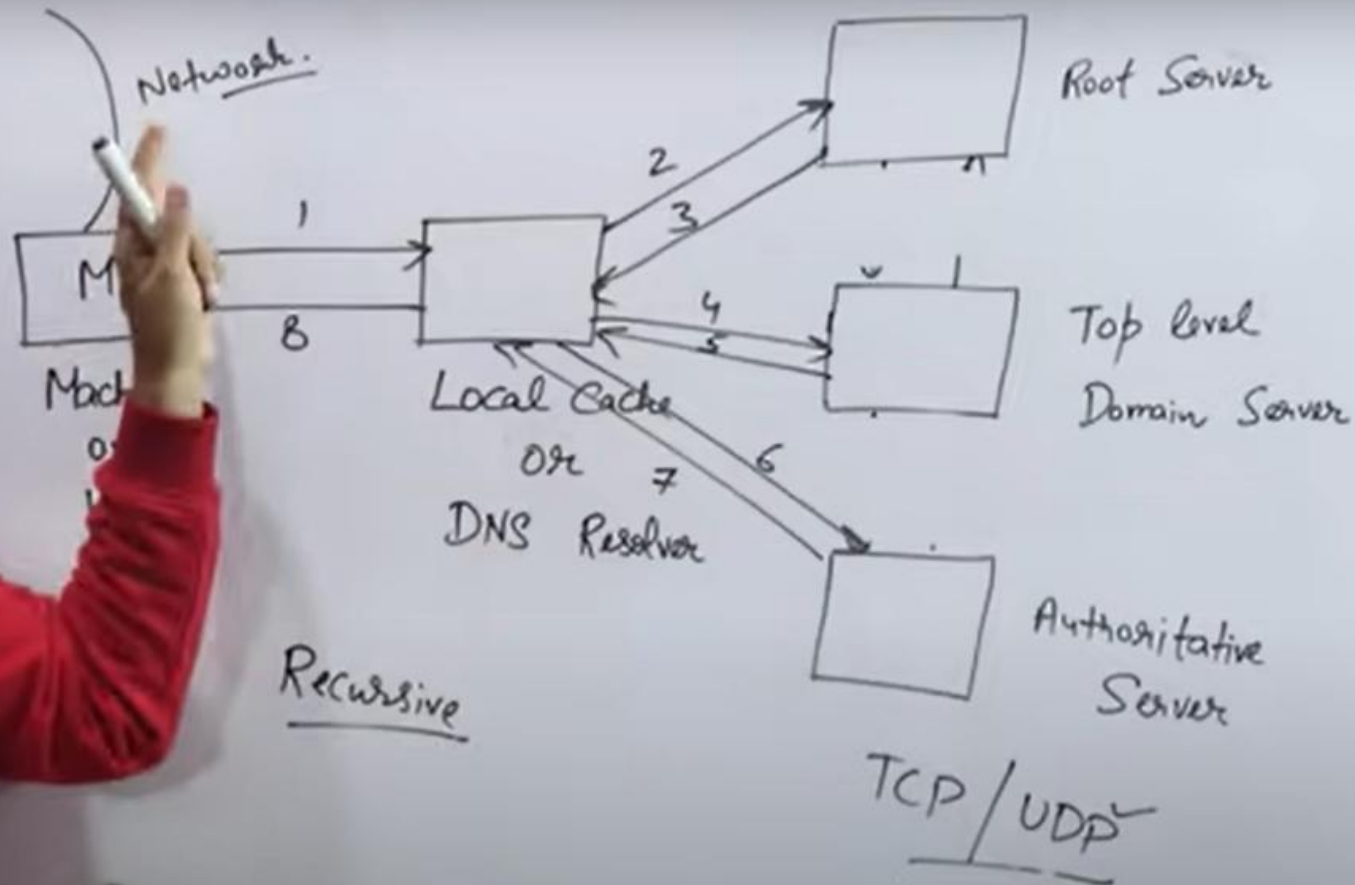 Network.
Root Server
2
3
1
M
8
4
5
Top level
Domain Server
Local Cache
or
DNS Resolver
6
7
Authoritative
Server
Recursive
TCP/UDP